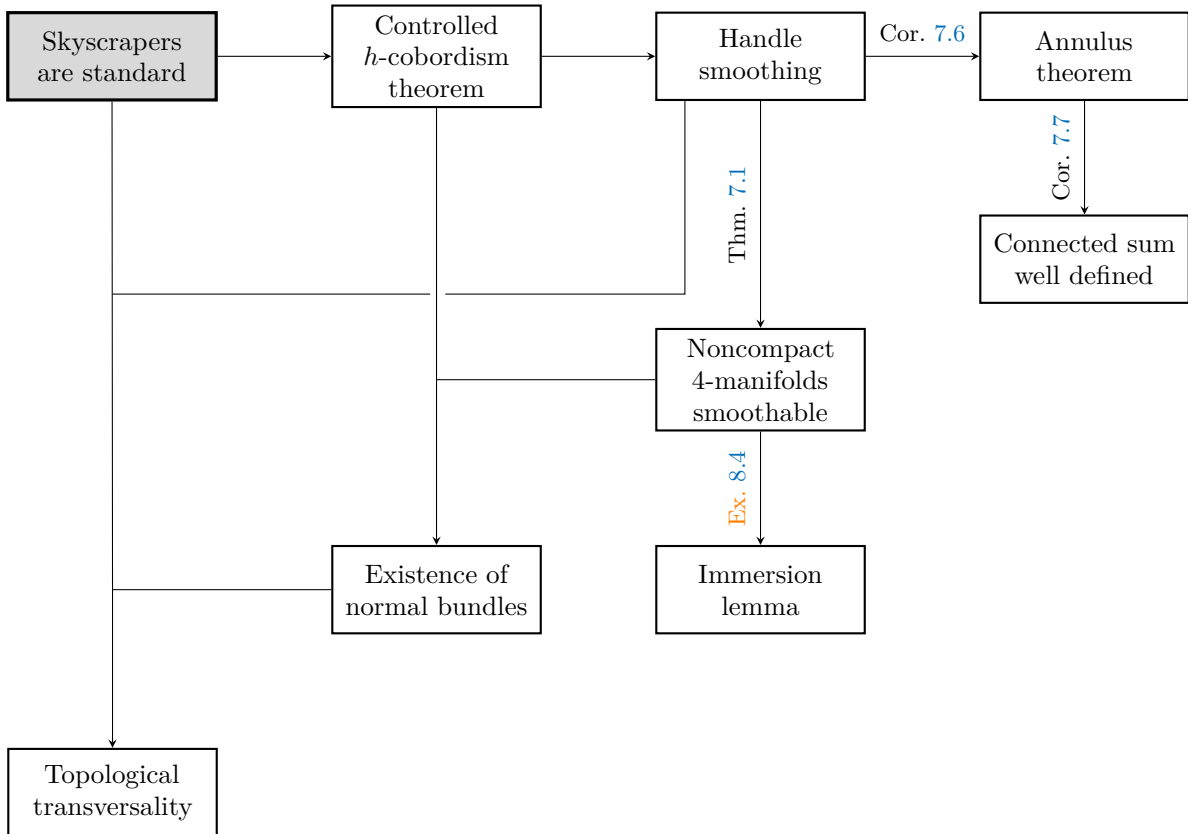 Skyscrapers
are standard
Controlled
h-cobordism
theorem
Handle
smoothing
Cor. 7.6
Annulus
theorem
Thm. 7.1
Cor. 7.7
Connected sum
well defined
Noncompact
4-manifolds
smoothable
Ex. 8.4
Existence of
normal bundles
Immersion
lemma
Topological
transversality